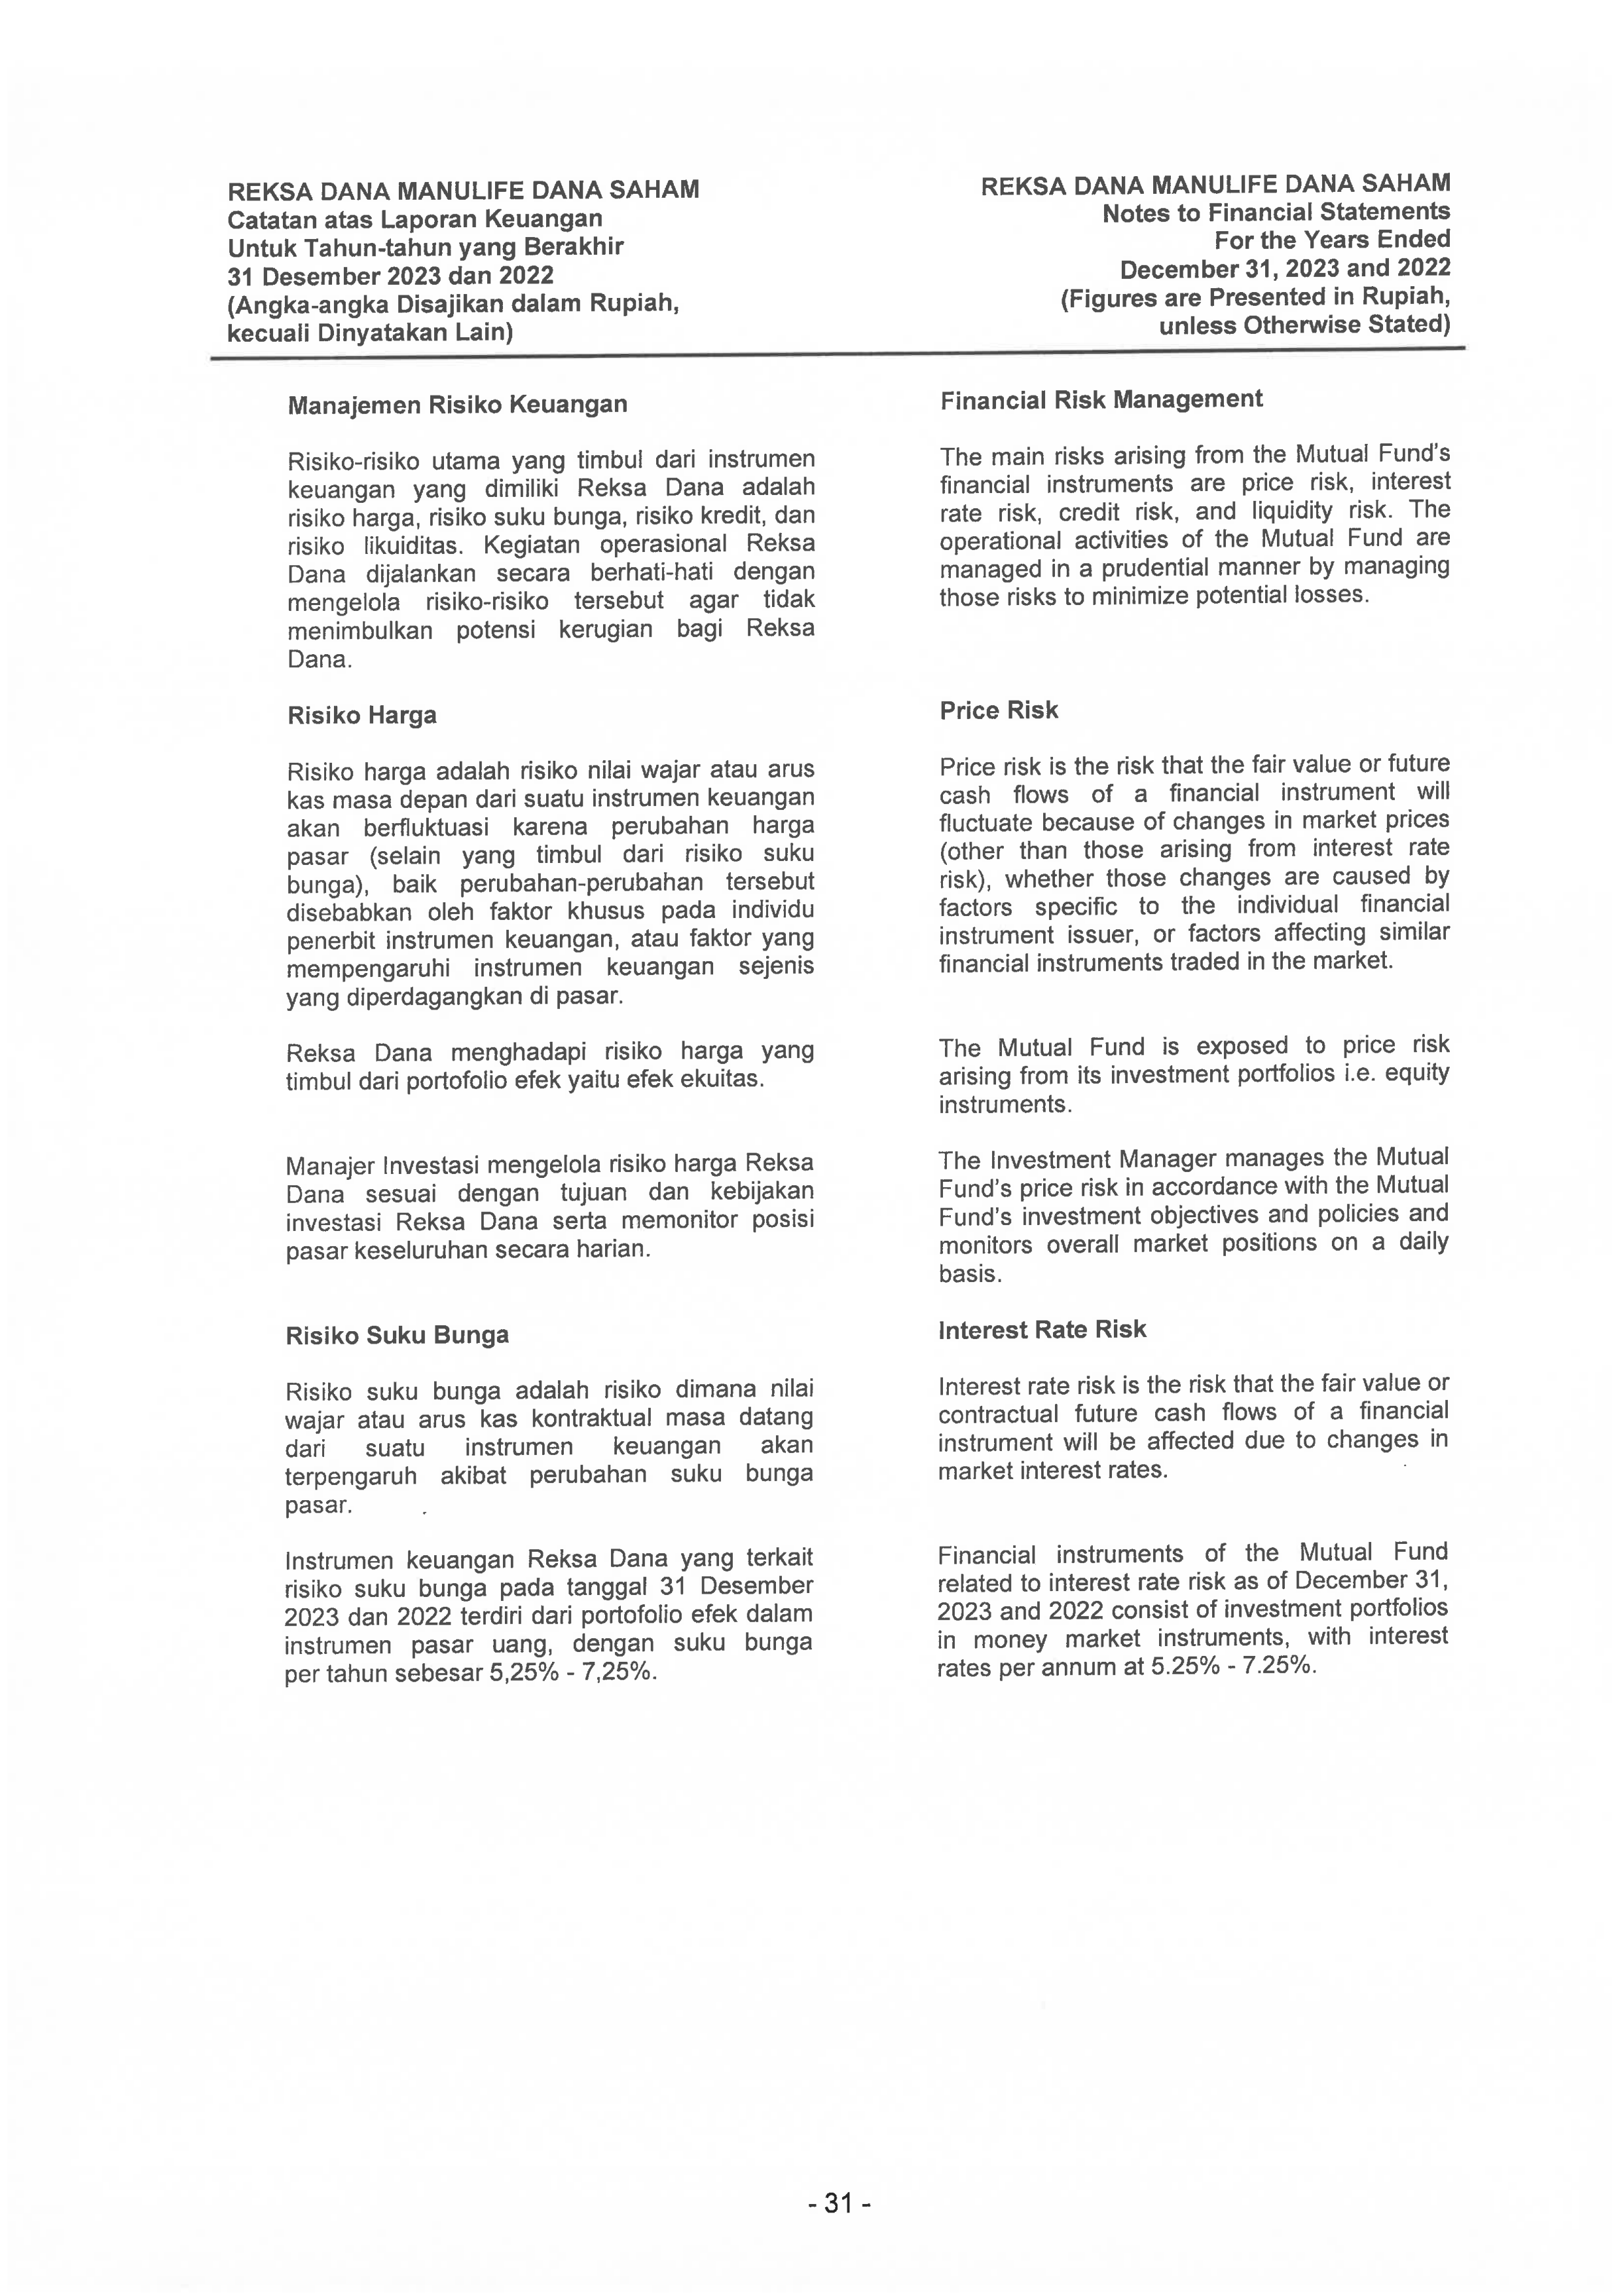 REKSA DANA MANULIFE DANA SAHAM
Catatan atas Laporan Keuangan
Untuk Tahun-tahun yang Berakhir
31 Desember 2023 dan 2022
(Angka-angka Disajikan dalam Rupiah,
kecuali Dinyatakan Lain)
REKSA DANA MANULIFE DANA SAHAM
Notes to Financial Statements
For the Years Ended
December 31, 2023 and 2022
(Figures are Presented in Rupiah,
unless Otherwise Stated)
Manajemen Risiko Keuangan
Risiko-risiko utama yang timbul dari instrumen
keuangan yang dimiliki Reksa Dana adalah
risiko harga, risiko suku bunga, risiko kredit, dan
risiko likuiditas. Kegiatan operasional Reksa
Dana dijalankan secara berhati-hati dengan
mengelola risiko-risiko tersebut agar tidak
menimbulkan potensi kerugian bagi Reksa
Dana.
Risiko Harga
Risiko harga adalah risiko nilai wajar atau arus
kas masa depan dari suatu instrumen keuangan
akan berfluktuasi karena perubahan harga
pasar (selain yang timbul dari risiko suku
bunga), baik perubahan-perubahan tersebut
disebabkan oleh faktor khusus pada individu
penerbit instrumen keuangan, atau faktor yang
mempengaruhi instrumen keuangan sejenis
yang diperdagangkan di pasar.
Reksa Dana menghadapi risiko harga yang
timbul dari portofolio efek yaitu efek ekuitas.
Manajer Investasi mengelola risiko harga Reksa
Dana sesuai dengan tujuan dan kebijakan
investasi Reksa Dana serta memonitor posisi
pasar keseluruhan secara harian.
Risiko Suku Bunga
Risiko suku bunga adalah risiko dimana nilai
wajar atau arus kas kontraktual masa datang
dari suatu instrumen keuangan akan
terpengaruh akibat perubahan suku bunga
pasar.
Instrumen keuangan Reksa Dana yang terkait
risiko suku bunga pada tanggal 31 Desember
2023 dan 2022 terdiri dari portofolio efek dalam
instrumen pasar uang, dengan suku bunga
per tahun sebesar 5,25% - 7,25%.
Financial Risk Management
The main risks arising from the Mutual Fund's
financial instruments are price risk, interest
rate risk, credit risk, and liquidity risk. The
operational activities of the Mutual Fund are
managed in a prudential manner by managing
those risks to minimize potential losses.
Price Risk
Price risk is the risk that the fair value or future
cash flows of a financial instrument will
fluctuate because of changes in market prices
(other than those arising from interest rate
risk), whether those changes are caused by
factors specific to the individual financial
instrument issuer, or factors affecting similar
financial instruments traded in the market.
The Mutual Fund is exposed to price risk
arising from its investment portfolios i.e. equity
instruments.
The Investment Manager manages the Mutual
Fund's price risk in accordance with the Mutual
Fund's investment objectives and policies and
monitors overall market positions on a daily
basis.
Interest Rate Risk
Interest rate risk is the risk that the fair value or
contractual future cash flows of a financial
instrument will be affected due to changes in
market interest rates.
Financial instruments of the Mutual Fund
related to interest rate risk as of December 31,
2023 and 2022 consist of investment portfolios
in money market instruments, with interest
rates per annum at 5.25% - 7.25%.
- 31 -